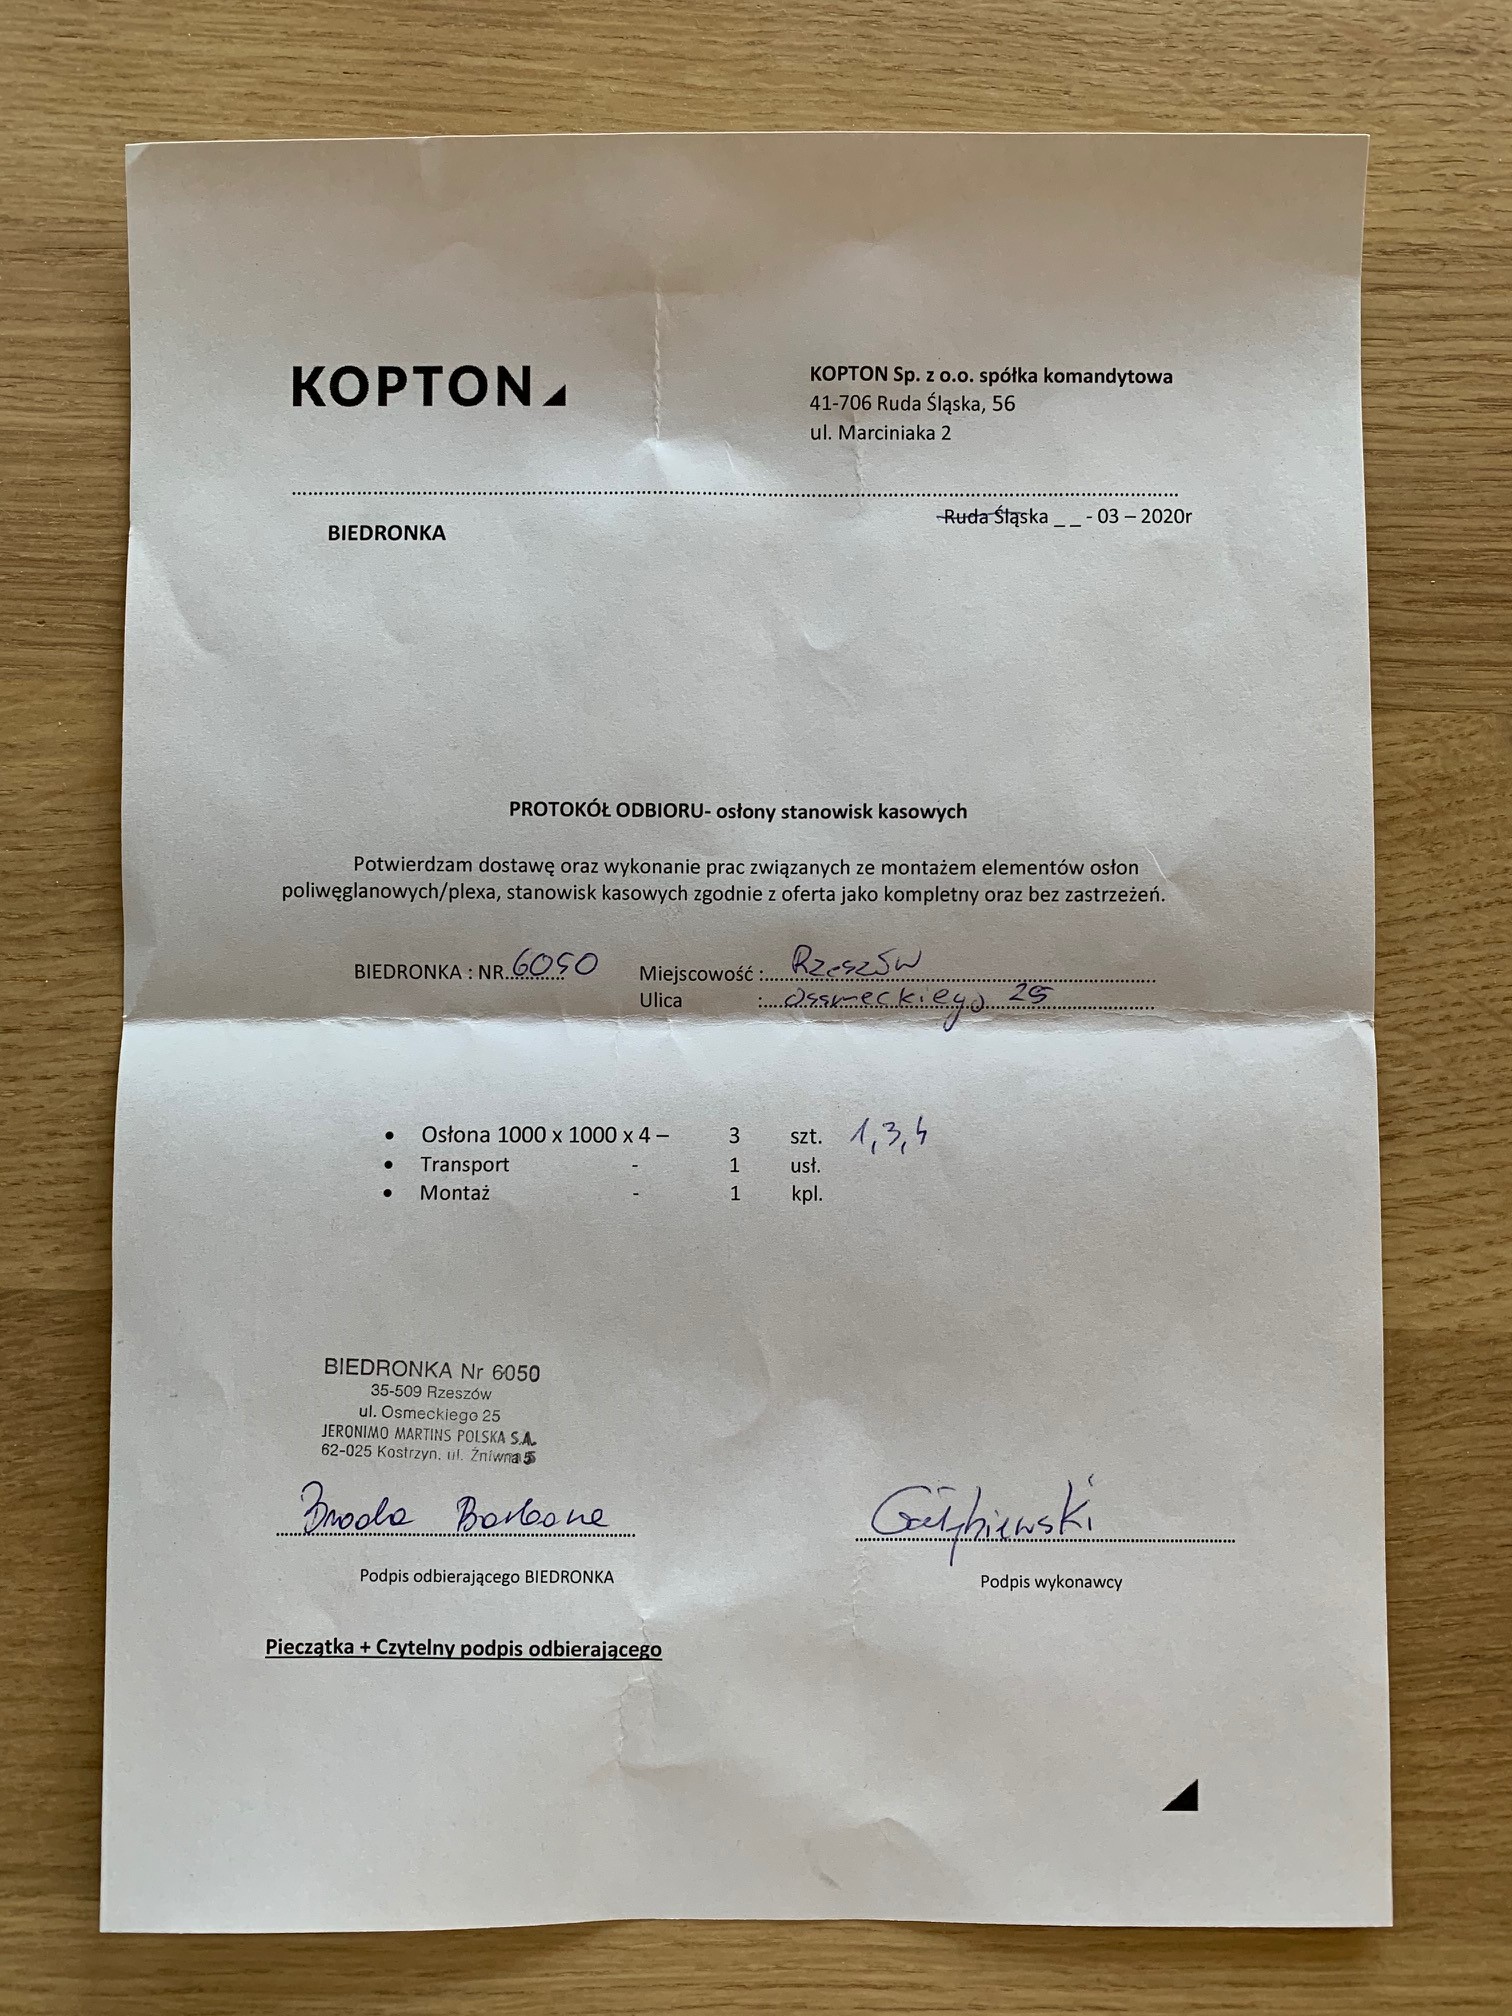 KOPTON
KOPTON Sp. z o.o. spółka komandytowa
41-706 Ruda Śląska, 56
ul. Marciniaka 2
BIEDRONKA
Ruda Śląska _ _ - 03 – 2020r
PROTOKÓŁ ODBIORU- osłony stanowisk kasowych
Potwierdzam dostawę oraz wykonanie prac związanych ze montażem elementów osłon
poliwęglanowych/plexa, stanowisk kasowych zgodnie z oferta jako kompletny oraz bez zastrzeżeń.
BIEDRONKA : NR 6050 Miejscowość : Rzeszów
Ulica : Ossmeckiego 25
• Osłona 1000 x 1000 x 4 – 3 szt. 1,3,4
• Transport - 1 usł.
• Montaż - 1 kpl.
BIEDRONKA Nr 6050
35-509 Rzeszów
ul. Osmeckiego 25
JERONIMO MARTINS POLSKA S.A.
62-025 Kostrzyn, ul. Żniwna 5
Broda Barbara
Gołębiewski
Podpis odbierającego BIEDRONKA
Podpis wykonawcy
Pieczątka + Czytelny podpis odbierającego